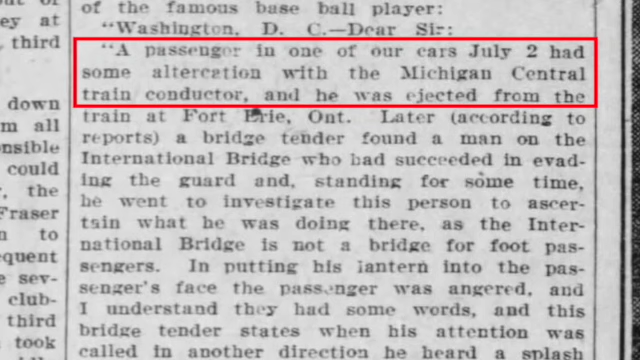 of the famous base ball player:
"Washington, D. C.—Dear Sir:
"A passenger in one of our cars July 2 had
some altercation with the Michigan Central
train conductor, and he was ejected from the
train at Fort Erie, Ont. Later (according to
reports) a bridge tender found a man on the
International Bridge who had succeeded in evad-
ing the guard and, standing for some time,
he went to investigate this person to ascer-
tain what he was doing there, as the Inter-
national Bridge is not a bridge for foot pas-
sengers. In putting his lantern into the pas-
senger's face the passenger was angered, and
I understand they had some words, and this
bridge tender states when his attention was
called in another direction he heard a splash
ey at
third
down
m all
could
the
Fraser
n to
equent
e sev-
club-
third
took